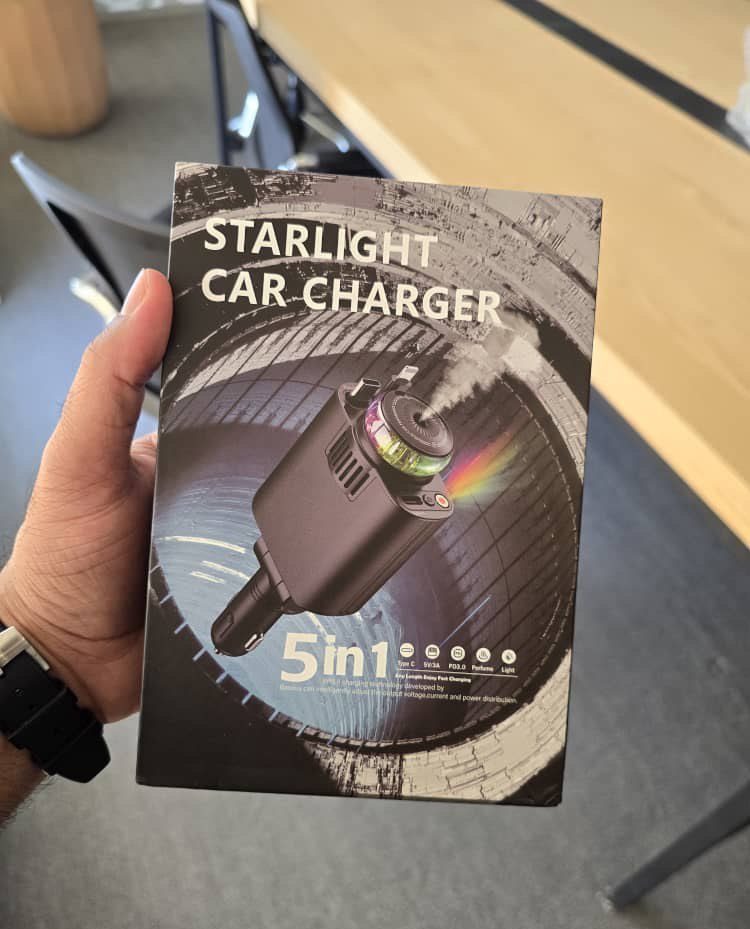 STARLIGHT
CAR CHARGER
5in1
Type C 5V/3A PD3.0 Perfume Light
Any Length Enjoy Fast Charging
charging technology developed by
Baseus can intelligently adjust the output voltage,current and power distribution.